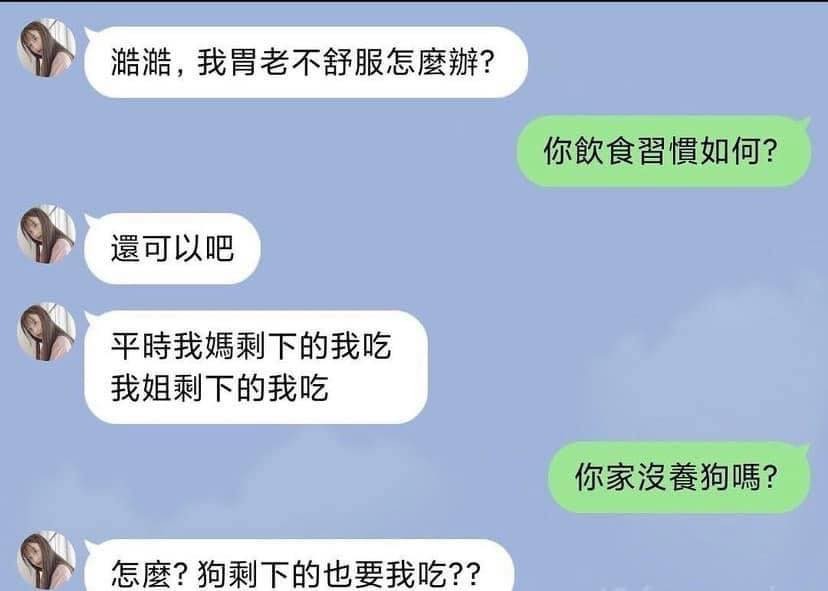 澔澔, 我胃老不舒服怎麼辦?
你飲食習慣如何?
還可以吧
平時我媽剩下的我吃
我姐剩下的我吃
你家沒養狗嗎?
怎麼? 狗剩下的也要我吃??